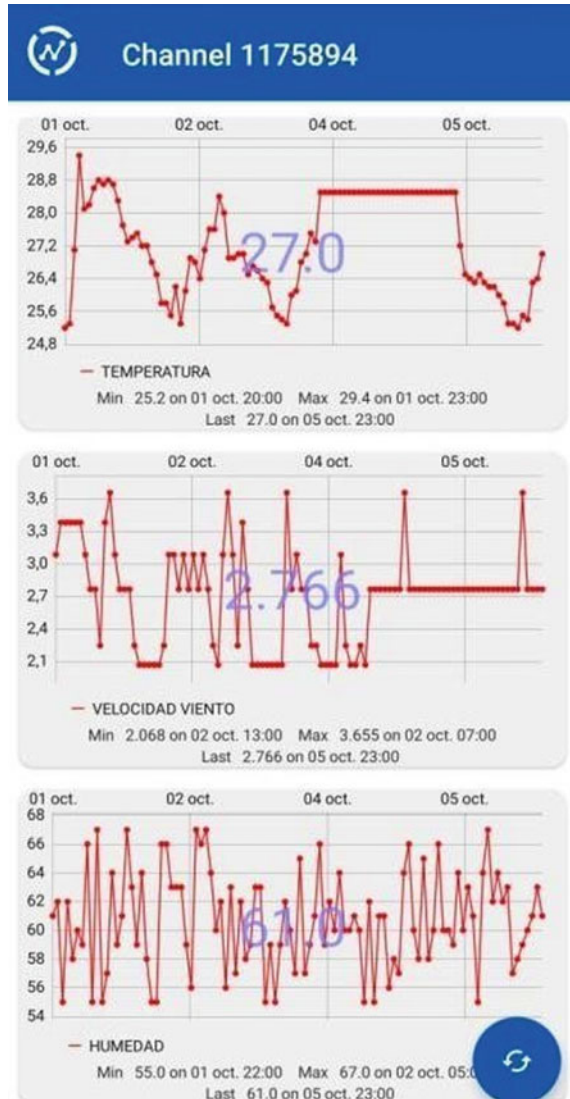 Channel 1175894
01 oct. 02 oct. 04 oct. 05 oct.
29,6
28,8
28,0
27,2
26,4
25,6
24,8
27.0
TEMPERATURA
Min 25.2 on 01 oct. 20:00 Max 29.4 on 01 oct. 23:00
Last 27.0 on 05 oct. 23:00
01 oct. 02 oct. 04 oct. 05 oct.
3,6
3,3
3,0
2,7
2,4
2,1
2.766
VELOCIDAD VIENTO
Min 2.068 on 02 oct. 13:00 Max 3.655 on 02 oct. 07:00
Last 2.766 on 05 oct. 23:00
01 oct. 02 oct. 04 oct. 05 oct.
68
66
64
62
60
58
56
54
61.0
HUMEDAD
Min 55.0 on 01 oct. 22:00 Max 67.0 on 02 oct.
Last 61.0 on 05 oct. 23:00